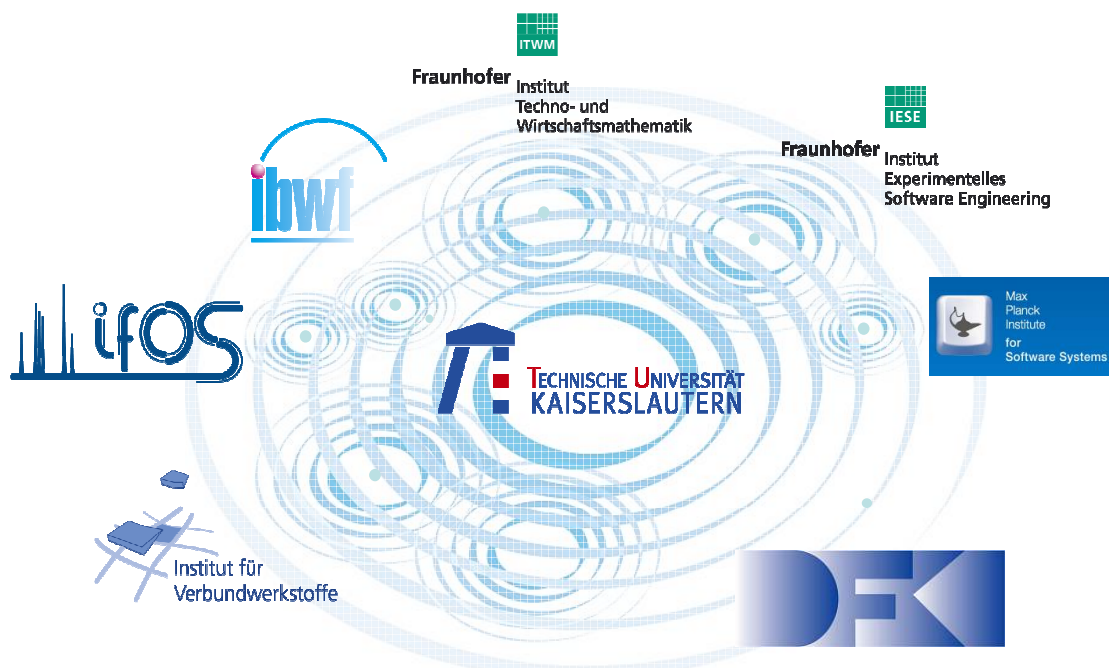 ITWM
Fraunhofer
Institut
Techno- und
Wirtschaftsmathematik
IESE
Fraunhofer
Institut
Experimentelles
Software Engineering
ibwf
ifOS
Max
Planck
Institute
for
Software Systems
TECHNISCHE UNIVERSITÄT
KAISERSLAUTERN
Institut für
Verbundwerkstoffe
DFK